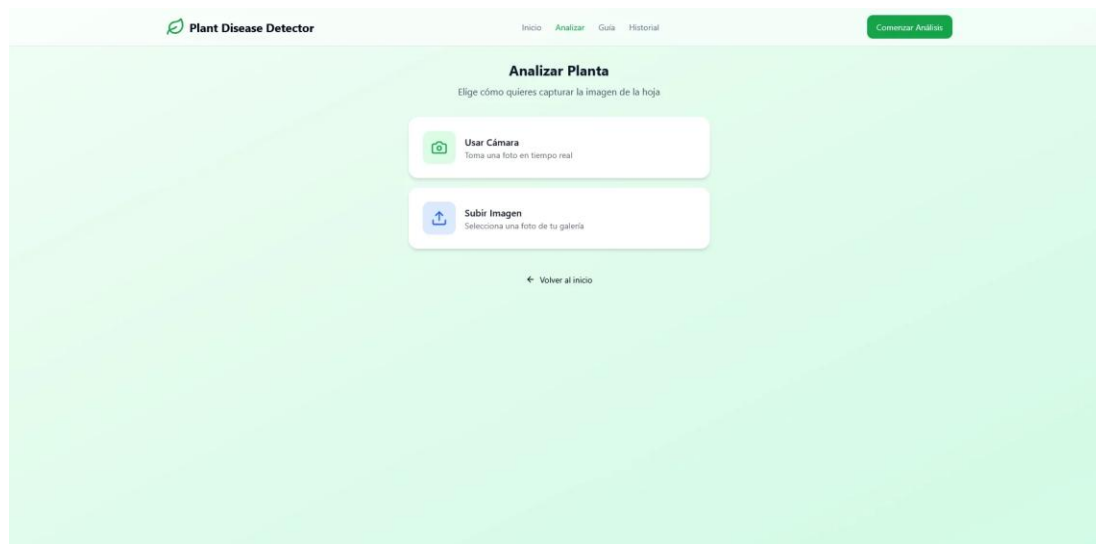 Plant Disease Detector
Inicio Analizar Guía Historial
Comenzar Análisis
Analizar Planta
Elige cómo quieres capturar la imagen de la hoja
Usar Cámara
Toma una foto en tiempo real
Subir Imagen
Selecciona una foto de tu galería
← Volver al inicio